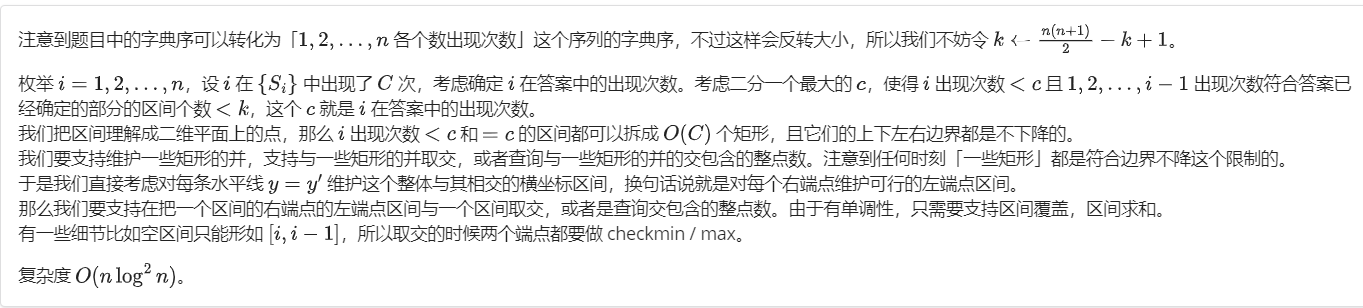 注意到题目中的字典序可以转化为「1, 2, …, n 各个数出现次数」这个序列的字典序，不过这样会反转大小，所以我们不妨令 k ← n(n+1)/2 − k + 1。
枚举 i = 1, 2, …, n，设 i 在 {S_i} 中出现了 C 次，考虑确定 i 在答案中的出现次数。考虑二分一个最大的 c，使得 i 出现次数 < c 且 1, 2, …, i − 1 出现次数符合答案已
经确定的部分的区间个数 < k，这个 c 就是 i 在答案中的出现次数。
我们把区间理解成二维平面上的点，那么 i 出现次数 < c 和 = c 的区间都可以拆成 O(C) 个矩形，且它们的上下左右边界都是不下降的。
我们要支持维护一些矩形的并，支持与一些矩形的并取交，或者查询与一些矩形的并的交包含的整点数。注意到任何时刻「一些矩形」都是符合边界不降这个限制的。
于是我们直接考虑对每条水平线 y = y′ 维护这个整体与其相交的横坐标区间，换句话说就是对每个右端点维护可行的左端点区间。
那么我们要支持在把一个区间的右端点的左端点区间与一个区间取交，或者是查询交包含的整点数。由于有单调性，只需要支持区间覆盖，区间求和。
有一些细节比如空区间只能形如 [i, i − 1]，所以取交的时候两个端点都要做 checkmin / max。
复杂度 O(n log² n)。